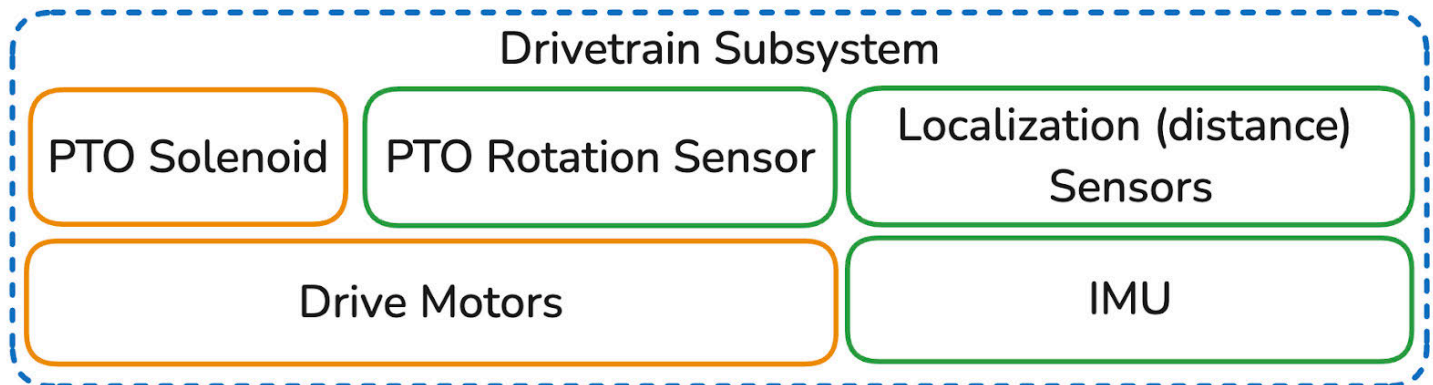 Drivetrain Subsystem
PTO Solenoid
PTO Rotation Sensor
Localization (distance)
Sensors
Drive Motors
IMU